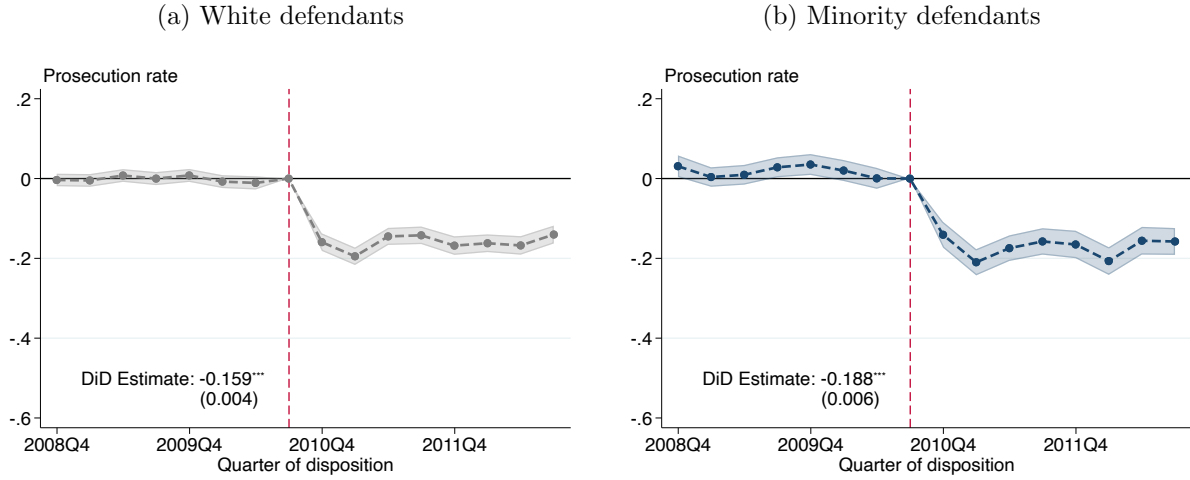 (a) White defendants
Prosecution rate
.2
0
-.2
-.4
-.6
DiD Estimate: -0.159***
(0.004)
2008Q4 2009Q4 2010Q4 2011Q4
Quarter of disposition
(b) Minority defendants
Prosecution rate
.2
0
-.2
-.4
-.6
DiD Estimate: -0.188***
(0.006)
2008Q4 2009Q4 2010Q4 2011Q4
Quarter of disposition